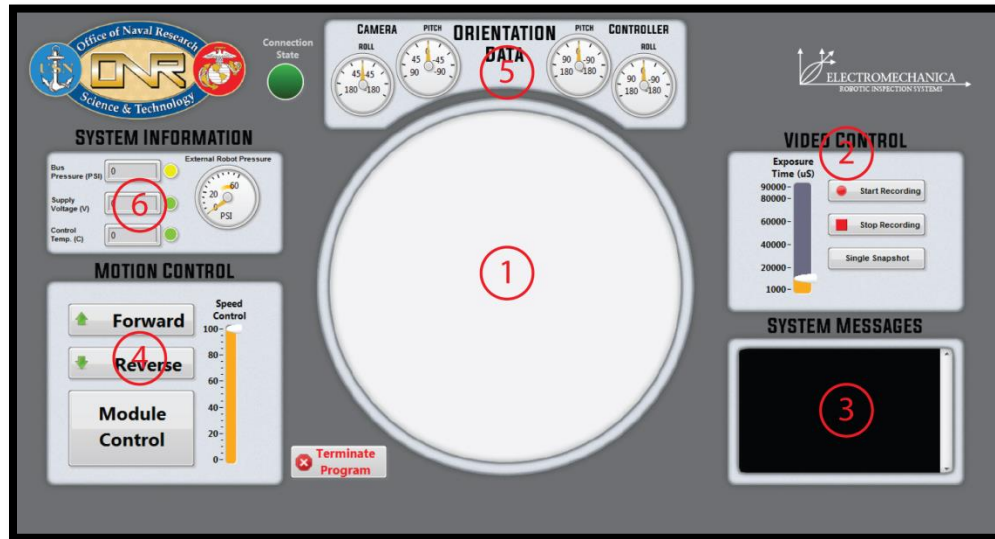 Office of Naval Research
USN
ONR
Science & Technology
Connection
State
CAMERA
ROLL
PITCH
ORIENTATION
DATA
PITCH
CONTROLLER
ROLL
45 45
180 180
45 -45
90 -90
90 -90
180 -180
90 -90
180 -180
5
ELECTROMECHANICA
ROBOTIC INSPECTION SYSTEMS
SYSTEM INFORMATION
Bus
Pressure (PSI)
0
Supply
Voltage (V)
Control
Temp. (C)
0
6
External Robot Pressure
0
20
60
PSI
MOTION CONTROL
Forward
Reverse
4
Module
Control
Speed
Control
100
80
60
40
20
0
Terminate
Program
1
VIDEO CONTROL
2
Exposure
Time (uS)
90000
80000
60000
40000
20000
1000
Start Recording
Stop Recording
Single Snapshot
SYSTEM MESSAGES
3